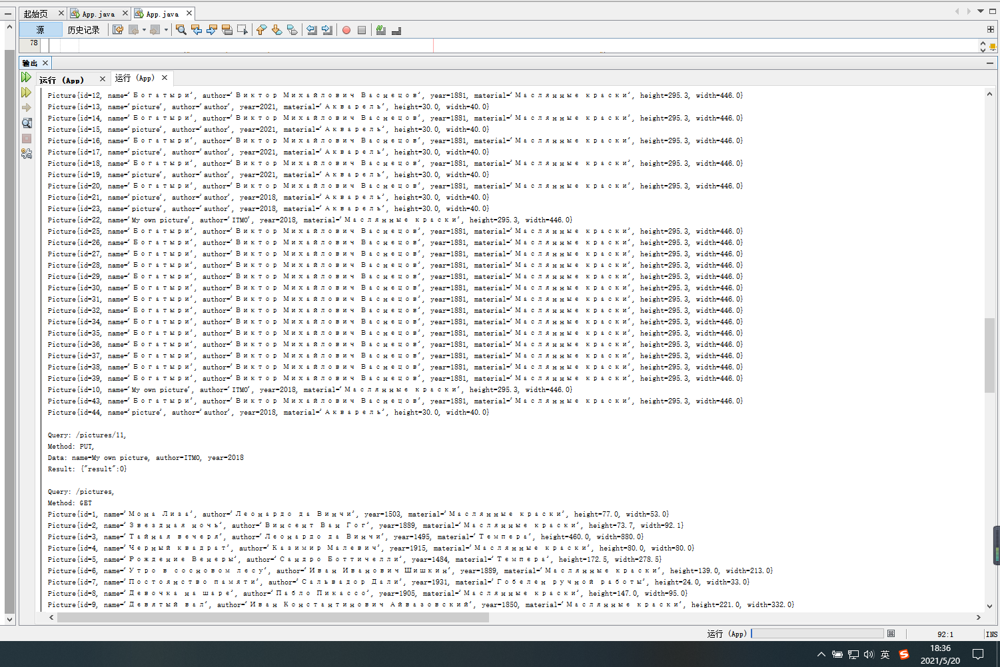 起始页 App.java App.java
源 历史记录
78
输出
运行 (App) 运行 (App)
Picture{id=12, name='Богатыри', author='Виктор Михайлович Васнецов', year=1881, material='Маслянные краски', height=295.3, width=446.0}
Picture{id=13, name='picture', author='author', year=2021, material='Акварель', height=30.0, width=40.0}
Picture{id=14, name='Богатыри', author='Виктор Михайлович Васнецов', year=1881, material='Маслянные краски', height=295.3, width=446.0}
Picture{id=15, name='picture', author='author', year=2021, material='Акварель', height=30.0, width=40.0}
Picture{id=16, name='Богатыри', author='Виктор Михайлович Васнецов', year=1881, material='Маслянные краски', height=295.3, width=446.0}
Picture{id=17, name='picture', author='author', year=2021, material='Акварель', height=30.0, width=40.0}
Picture{id=18, name='Богатыри', author='Виктор Михайлович Васнецов', year=1881, material='Маслянные краски', height=295.3, width=446.0}
Picture{id=19, name='picture', author='author', year=2021, material='Акварель', height=30.0, width=40.0}
Picture{id=20, name='Богатыри', author='Виктор Михайлович Васнецов', year=1881, material='Маслянные краски', height=295.3, width=446.0}
Picture{id=21, name='picture', author='author', year=2018, material='Акварель', height=30.0, width=40.0}
Picture{id=23, name='picture', author='author', year=2018, material='Акварель', height=30.0, width=40.0}
Picture{id=22, name='My own picture', author='ITMO', year=2018, material='Маслянные краски', height=295.3, width=446.0}
Picture{id=25, name='Богатыри', author='Виктор Михайлович Васнецов', year=1881, material='Маслянные краски', height=295.3, width=446.0}
Picture{id=26, name='Богатыри', author='Виктор Михайлович Васнецов', year=1881, material='Маслянные краски', height=295.3, width=446.0}
Picture{id=27, name='Богатыри', author='Виктор Михайлович Васнецов', year=1881, material='Маслянные краски', height=295.3, width=446.0}
Picture{id=28, name='Богатыри', author='Виктор Михайлович Васнецов', year=1881, material='Маслянные краски', height=295.3, width=446.0}
Picture{id=29, name='Богатыри', author='Виктор Михайлович Васнецов', year=1881, material='Маслянные краски', height=295.3, width=446.0}
Picture{id=30, name='Богатыри', author='Виктор Михайлович Васнецов', year=1881, material='Маслянные краски', height=295.3, width=446.0}
Picture{id=31, name='Богатыри', author='Виктор Михайлович Васнецов', year=1881, material='Маслянные краски', height=295.3, width=446.0}
Picture{id=32, name='Богатыри', author='Виктор Михайлович Васнецов', year=1881, material='Маслянные краски', height=295.3, width=446.0}
Picture{id=34, name='Богатыри', author='Виктор Михайлович Васнецов', year=1881, material='Маслянные краски', height=295.3, width=446.0}
Picture{id=35, name='Богатыри', author='Виктор Михайлович Васнецов', year=1881, material='Маслянные краски', height=295.3, width=446.0}
Picture{id=36, name='Богатыри', author='Виктор Михайлович Васнецов', year=1881, material='Маслянные краски', height=295.3, width=446.0}
Picture{id=37, name='Богатыри', author='Виктор Михайлович Васнецов', year=1881, material='Маслянные краски', height=295.3, width=446.0}
Picture{id=38, name='Богатыри', author='Виктор Михайлович Васнецов', year=1881, material='Маслянные краски', height=295.3, width=446.0}
Picture{id=39, name='Богатыри', author='Виктор Михайлович Васнецов', year=1881, material='Маслянные краски', height=295.3, width=446.0}
Picture{id=10, name='My own picture', author='ITMO', year=2018, material='Маслянные краски', height=295.3, width=446.0}
Picture{id=43, name='Богатыри', author='Виктор Михайлович Васнецов', year=1881, material='Маслянные краски', height=295.3, width=446.0}
Picture{id=44, name='picture', author='author', year=2018, material='Акварель', height=30.0, width=40.0}
Query: /pictures/11,
Method: PUT,
Data: name=My own picture, author=ITMO, year=2018
Result: {"result":0}
Query: /pictures,
Method: GET
Picture{id=1, name='Мона Лиза', author='Леонардо да Винчи', year=1503, material='Маслянные краски', height=77.0, width=53.0}
Picture{id=2, name='Звездная ночь', author='Винсент Ван Гог', year=1889, material='Маслянные краски', height=73.7, width=92.1}
Picture{id=3, name='Тайная вечеря', author='Леонардо да Винчи', year=1495, material='Темпера', height=460.0, width=880.0}
Picture{id=4, name='Черный квадрат', author='Казимир Малевич', year=1915, material='Маслянные краски', height=80.0, width=80.0}
Picture{id=5, name='Рождение Венеры', author='Сандро Боттичелли', year=1484, material='Темпера', height=172.5, width=278.5}
Picture{id=6, name='Утро в сосновом лесу', author='Иван Иванович Шишкин', year=1889, material='Маслянные краски', height=139.0, width=213.0}
Picture{id=7, name='Постоянство памяти', author='Сальвадор Дали', year=1931, material='Гобелен ручной работы', height=24.0, width=33.0}
Picture{id=8, name='Девочка на шаре', author='Пабло Пикассо', year=1905, material='Маслянные краски', height=147.0, width=95.0}
Picture{id=9, name='Девятый вал', author='Иван Константинович Айвазовский', year=1850, material='Маслянные краски', height=221.0, width=332.0}
运行 (App) 92:1 INS
英 18:36
2021/5/20